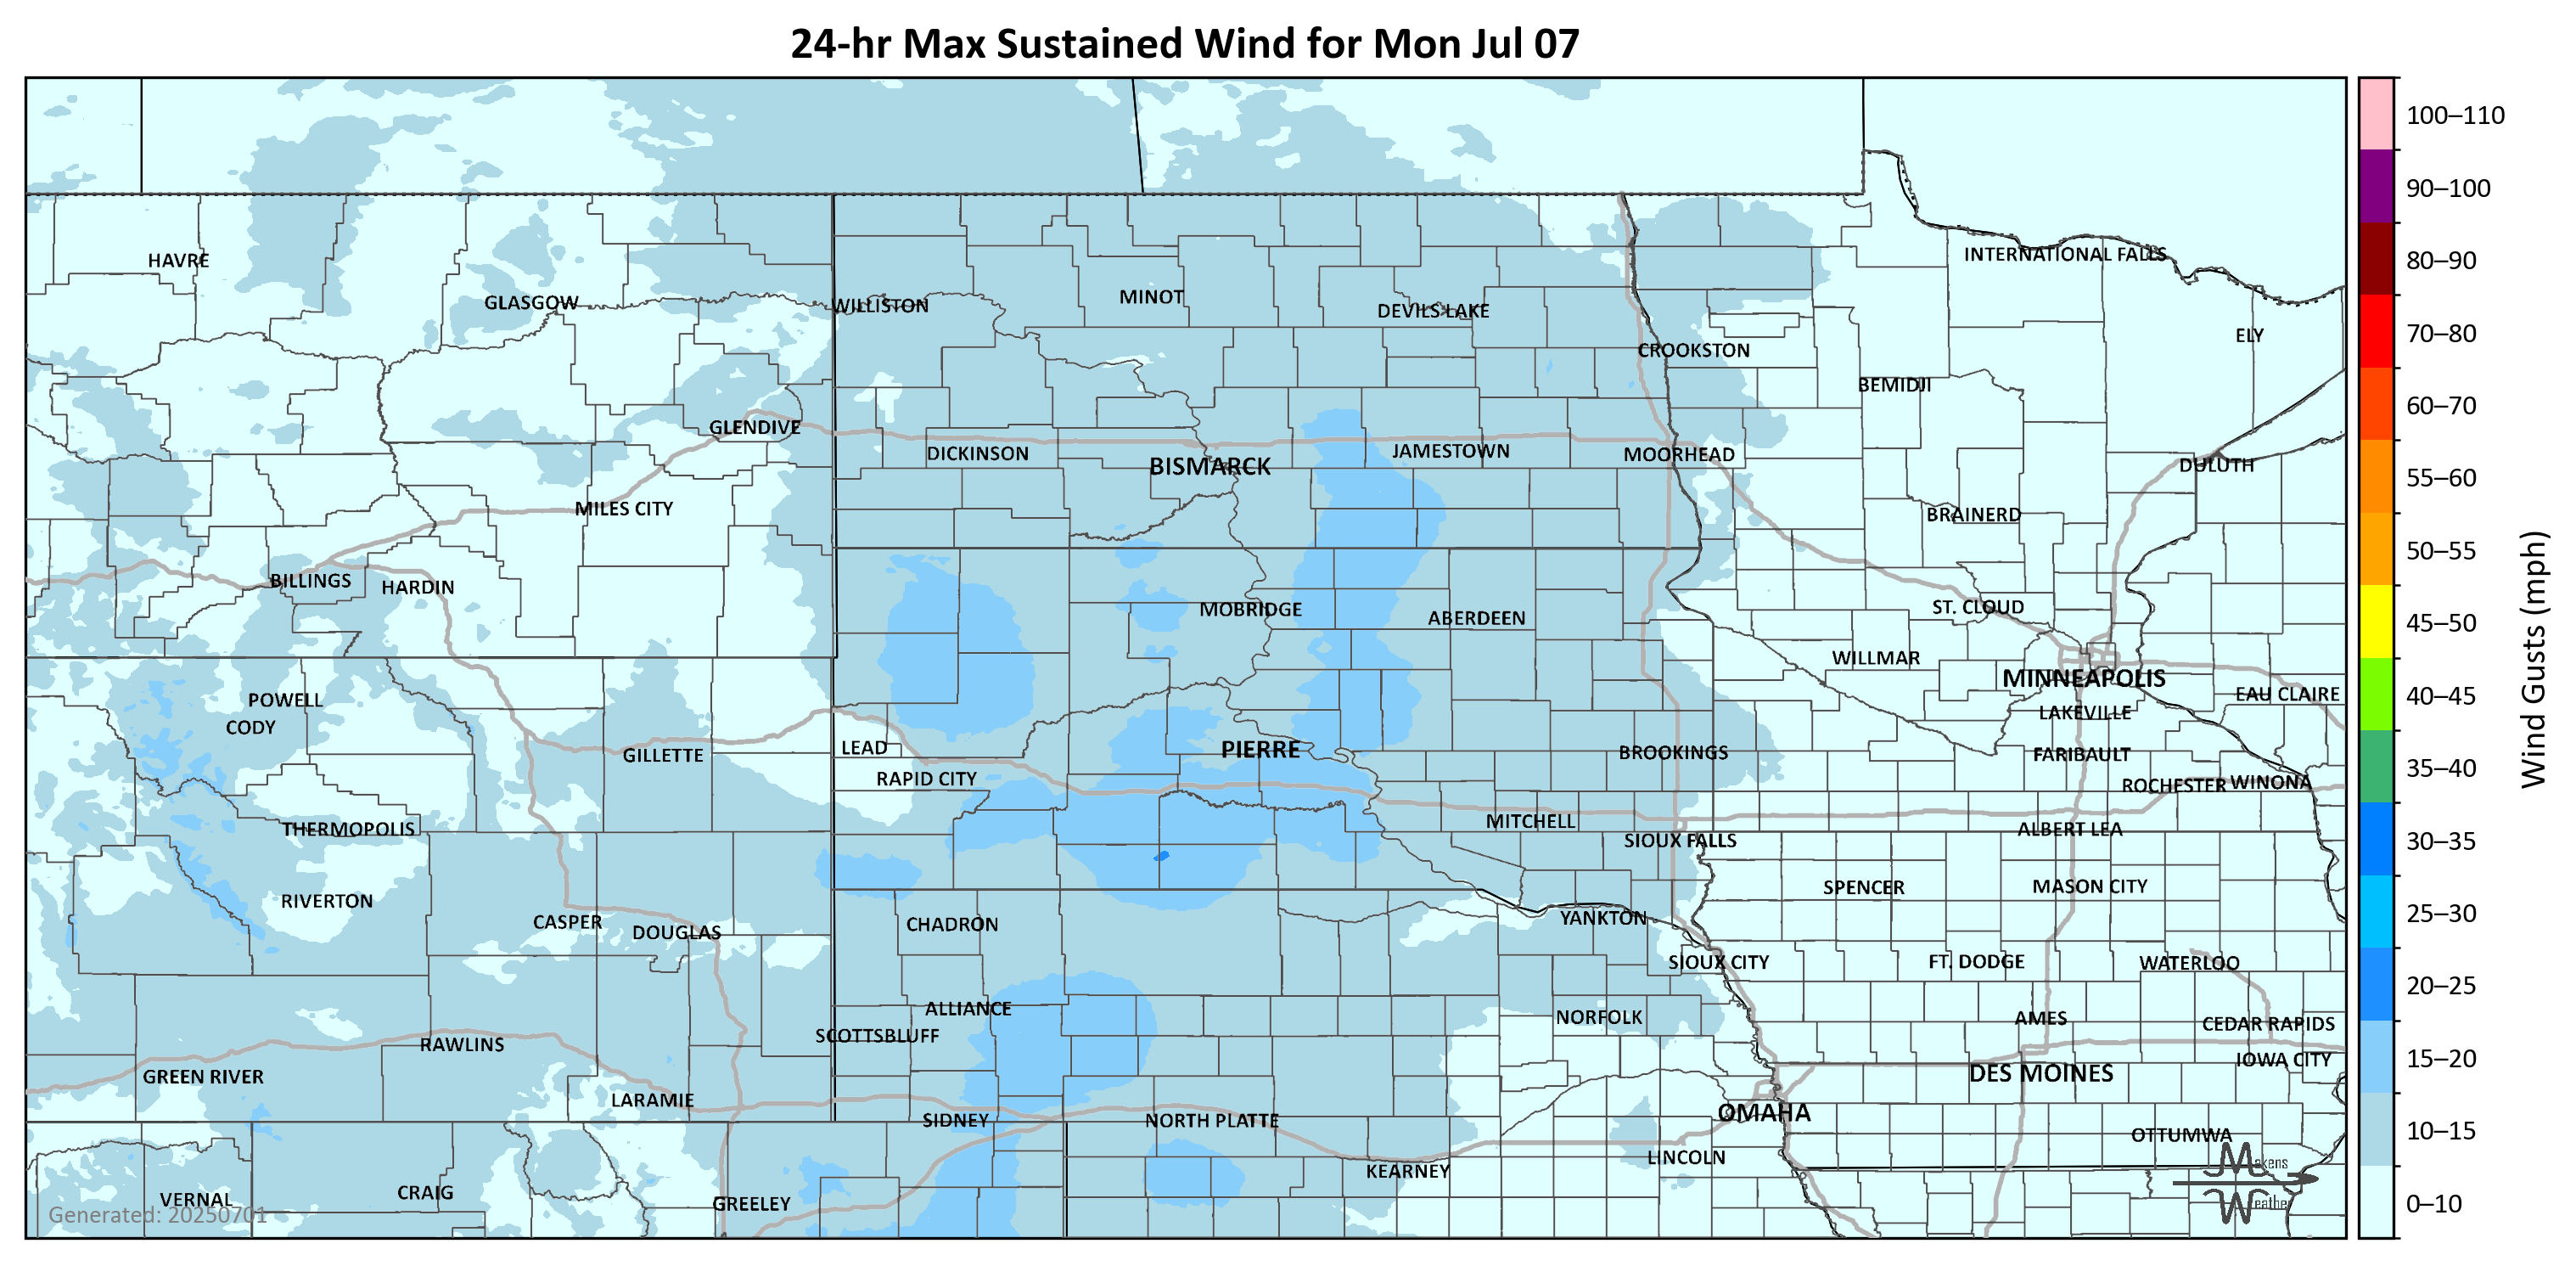 24-hr Max Sustained Wind for Mon Jul 07
100–110
90–100
80–90
70–80
60–70
55–60
50–55
45–50
40–45
35–40
30–35
25–30
20–25
15–20
10–15
0–10
Wind Gusts (mph)
HAVRE
GLASGOW
WILLISTON
MINOT
DEVILS LAKE
CROOKSTON
INTERNATIONAL FALLS
ELY
BEMIDJI
GLENDIVE
DICKINSON
BISMARCK
JAMESTOWN
MOORHEAD
DULUTH
MILES CITY
BRAINERD
BILLINGS
HARDIN
MOBRIDGE
ABERDEEN
ST. CLOUD
WILLMAR
MINNEAPOLIS
EAU CLAIRE
LAKEVILLE
POWELL
CODY
GILLETTE
LEAD
PIERRE
BROOKINGS
FARIBAULT
RAPID CITY
ROCHESTER
WINONA
THERMOPOLIS
MITCHELL
SIOUX FALLS
ALBERT LEA
RIVERTON
SPENCER
MASON CITY
CASPER
DOUGLAS
CHADRON
YANKTON
SIOUX CITY
FT. DODGE
WATERLOO
ALLIANCE
SCOTTSBLUFF
NORFOLK
AMES
CEDAR RAPIDS
RAWLINS
IOWA CITY
GREEN RIVER
DES MOINES
LARAMIE
SIDNEY
NORTH PLATTE
OMAHA
OTTUMWA
KEARNEY
LINCOLN
VERNAL
CRAIG
GREELEY
Generated: 20250701
Makens
Weather